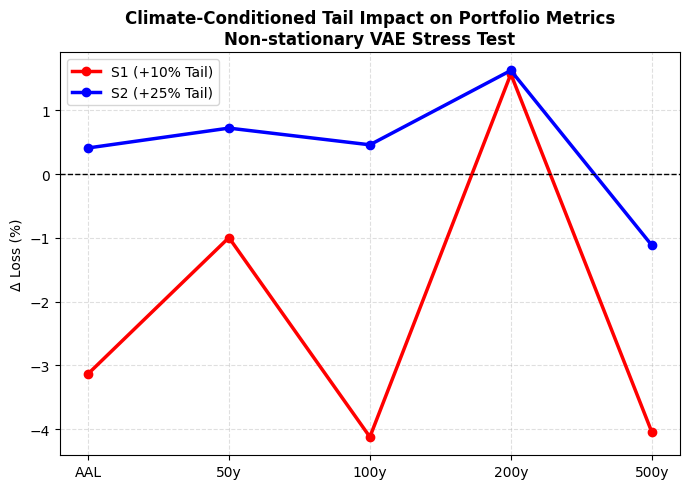 Climate-Conditioned Tail Impact on Portfolio Metrics
Non-stationary VAE Stress Test
S1 (+10% Tail)
S2 (+25% Tail)
Δ Loss (%)
1
0
−1
−2
−3
−4
AAL
50y
100y
200y
500y